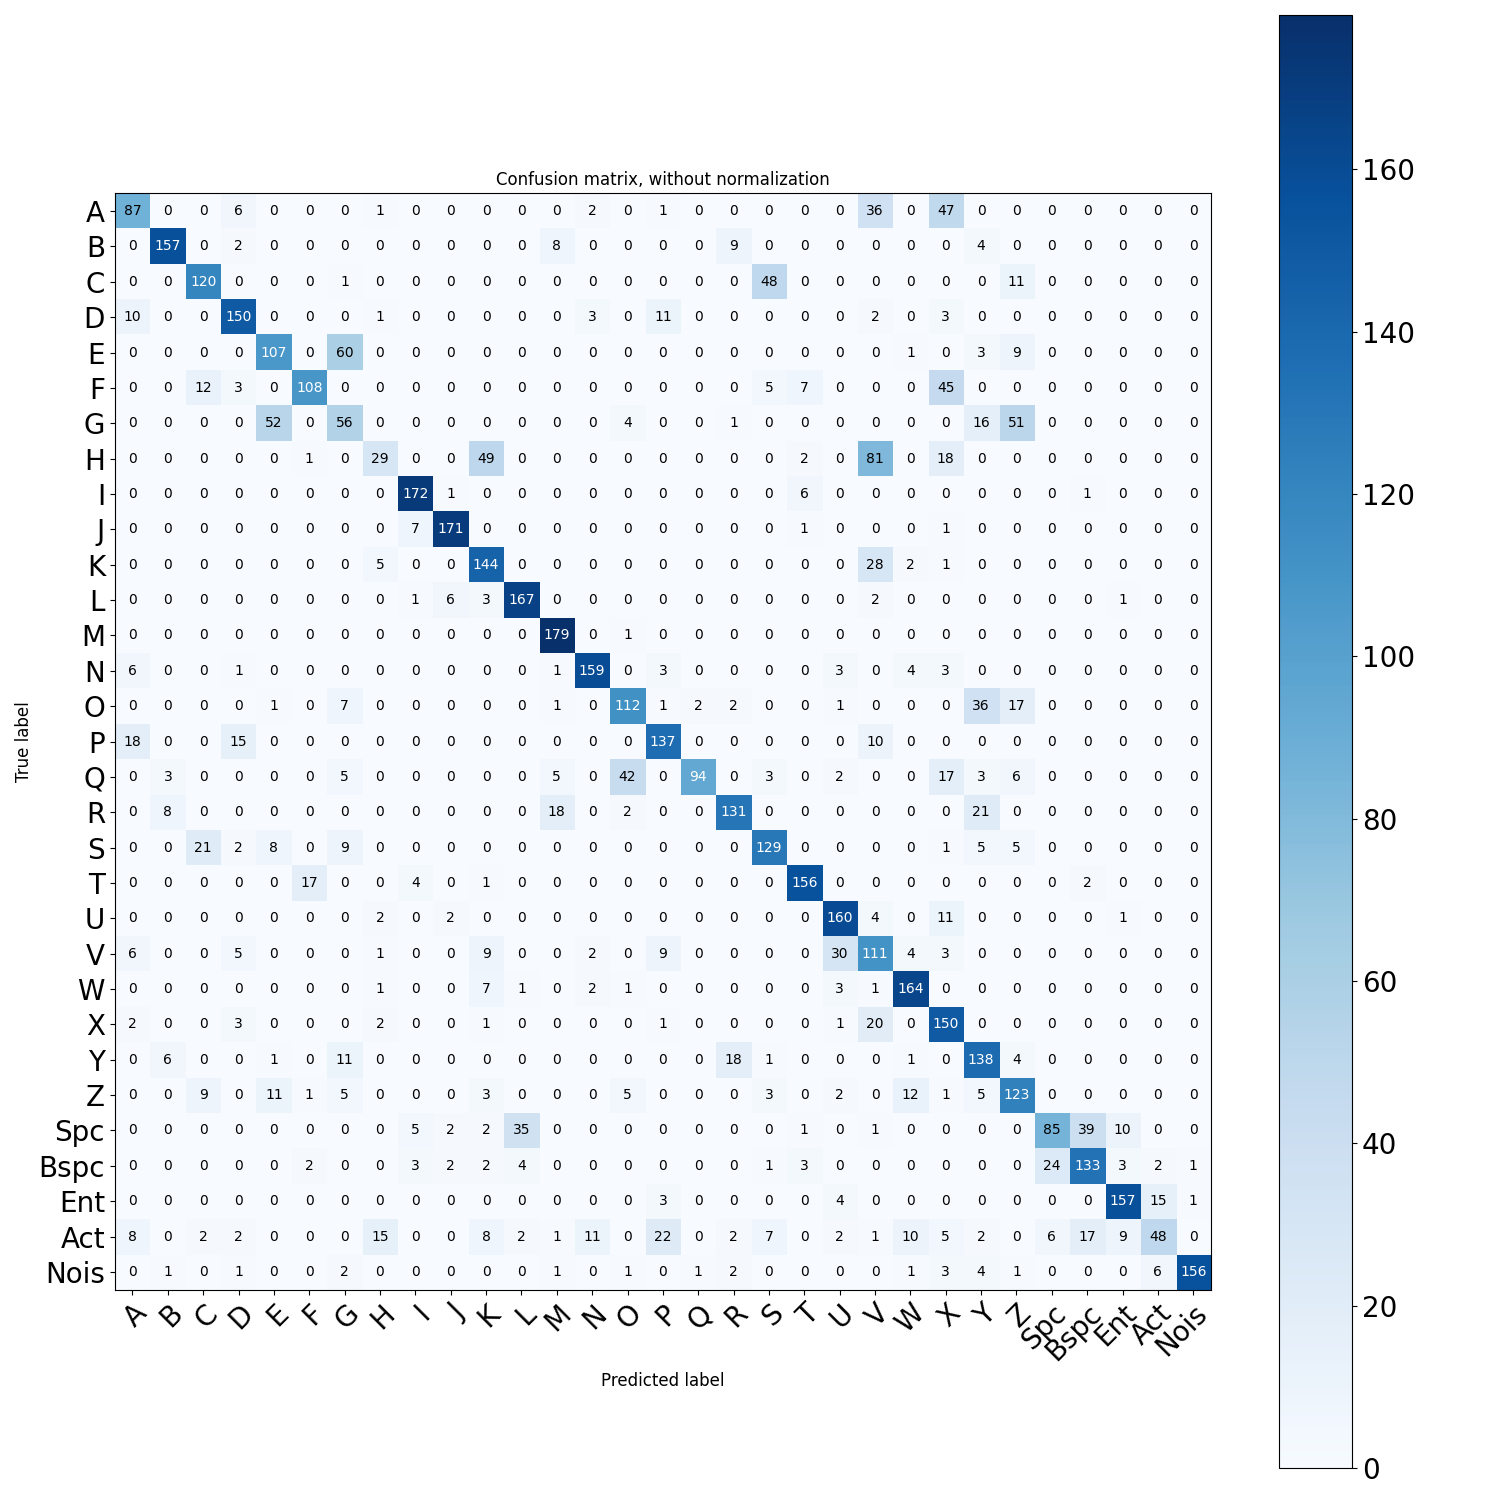 Confusion matrix, without normalization
A 87 0 0 6 0 0 0 1 0 0 0 0 0 2 0 1 0 0 0 0 0 36 0 47 0 0 0 0 0 0 0
B 0 157 0 2 0 0 0 0 0 0 0 0 8 0 0 0 0 9 0 0 0 0 0 0 4 0 0 0 0 0 0
C 0 0 120 0 0 0 1 0 0 0 0 0 0 0 0 0 0 0 48 0 0 0 0 0 0 11 0 0 0 0 0
D 10 0 0 150 0 0 0 1 0 0 0 0 0 3 0 11 0 0 0 0 0 2 0 3 0 0 0 0 0 0 0
E 0 0 0 0 107 0 60 0 0 0 0 0 0 0 0 0 0 0 0 0 0 0 1 0 3 9 0 0 0 0 0
F 0 0 12 3 0 108 0 0 0 0 0 0 0 0 0 0 0 0 5 7 0 0 0 45 0 0 0 0 0 0 0
G 0 0 0 0 52 0 56 0 0 0 0 0 0 0 4 0 0 1 0 0 0 0 0 0 16 51 0 0 0 0 0
H 0 0 0 0 0 1 0 29 0 0 49 0 0 0 0 0 0 0 0 2 0 81 0 18 0 0 0 0 0 0 0
I 0 0 0 0 0 0 0 0 172 1 0 0 0 0 0 0 0 0 0 6 0 0 0 0 0 0 0 1 0 0 0
J 0 0 0 0 0 0 0 0 7 171 0 0 0 0 0 0 0 0 0 1 0 0 0 1 0 0 0 0 0 0 0
K 0 0 0 0 0 0 0 5 0 0 144 0 0 0 0 0 0 0 0 0 0 28 2 1 0 0 0 0 0 0 0
L 0 0 0 0 0 0 0 0 1 6 3 167 0 0 0 0 0 0 0 0 0 2 0 0 0 0 0 0 1 0 0
M 0 0 0 0 0 0 0 0 0 0 0 0 179 0 1 0 0 0 0 0 0 0 0 0 0 0 0 0 0 0 0
N 6 0 0 1 0 0 0 0 0 0 0 0 1 159 0 3 0 0 0 0 3 0 4 3 0 0 0 0 0 0 0
O 0 0 0 0 1 0 7 0 0 0 0 0 1 0 112 1 2 2 0 0 1 0 0 0 36 17 0 0 0 0 0
P 18 0 0 15 0 0 0 0 0 0 0 0 0 0 0 137 0 0 0 0 0 10 0 0 0 0 0 0 0 0 0
Q 0 3 0 0 0 0 5 0 0 0 0 0 5 0 42 0 94 0 3 0 2 0 0 17 3 6 0 0 0 0 0
R 0 8 0 0 0 0 0 0 0 0 0 0 18 0 2 0 0 131 0 0 0 0 0 0 21 0 0 0 0 0 0
S 0 0 21 2 8 0 9 0 0 0 0 0 0 0 0 0 0 0 129 0 0 0 0 1 5 5 0 0 0 0 0
T 0 0 0 0 0 17 0 0 4 0 1 0 0 0 0 0 0 0 0 156 0 0 0 0 0 0 0 2 0 0 0
U 0 0 0 0 0 0 0 2 0 2 0 0 0 0 0 0 0 0 0 0 160 4 0 11 0 0 0 0 1 0 0
V 6 0 0 5 0 0 0 1 0 0 9 0 0 2 0 9 0 0 0 0 30 111 4 3 0 0 0 0 0 0 0
W 0 0 0 0 0 0 0 1 0 0 7 1 0 2 1 0 0 0 0 0 3 1 164 0 0 0 0 0 0 0 0
X 2 0 0 3 0 0 0 2 0 0 1 0 0 0 0 1 0 0 0 0 1 20 0 150 0 0 0 0 0 0 0
Y 0 6 0 0 1 0 11 0 0 0 0 0 0 0 0 0 0 18 1 0 0 0 1 0 138 4 0 0 0 0 0
Z 0 0 9 0 11 1 5 0 0 0 3 0 0 0 5 0 0 0 3 0 2 0 12 1 5 123 0 0 0 0 0
Spc 0 0 0 0 0 0 0 0 5 2 2 35 0 0 0 0 0 0 0 1 0 1 0 0 0 0 85 39 10 0 0
Bspc 0 0 0 0 0 2 0 0 3 2 2 4 0 0 0 0 0 0 1 3 0 0 0 0 0 0 24 133 3 2 1
Ent 0 0 0 0 0 0 0 0 0 0 0 0 0 0 0 3 0 0 0 0 4 0 0 0 0 0 0 0 157 15 1
Act 8 0 2 2 0 0 0 15 0 0 8 2 1 11 0 22 0 2 7 0 2 1 10 5 2 0 6 17 9 48 0
Nois 0 1 0 1 0 0 2 0 0 0 0 0 1 0 1 0 1 2 0 0 0 0 1 3 4 1 0 0 0 6 156
A B C D E F G H I J K L M N O P Q R S T U V W X Y Z Spc Bspc Ent Act Nois
Predicted label
True label
160
140
120
100
80
60
40
20
0